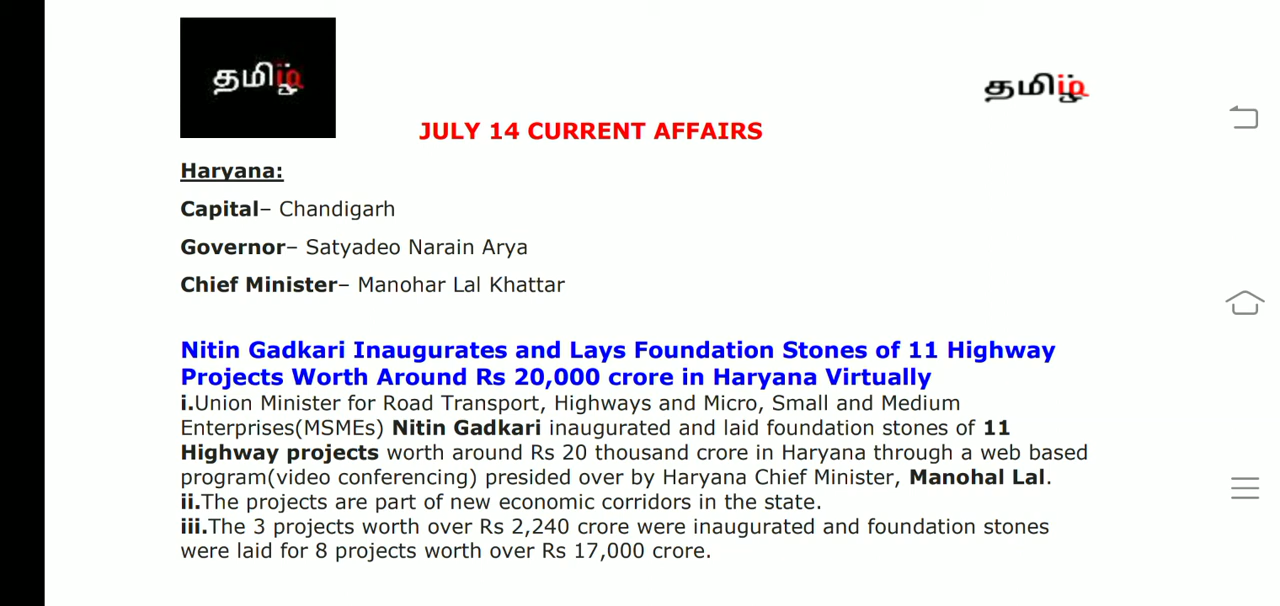 தமிழ்
தமிழ்
JULY 14 CURRENT AFFAIRS
Haryana:
Capital– Chandigarh
Governor– Satyadeo Narain Arya
Chief Minister– Manohar Lal Khattar
Nitin Gadkari Inaugurates and Lays Foundation Stones of 11 Highway
Projects Worth Around Rs 20,000 crore in Haryana Virtually
i.Union Minister for Road Transport, Highways and Micro, Small and Medium
Enterprises(MSMEs) Nitin Gadkari inaugurated and laid foundation stones of 11
Highway projects worth around Rs 20 thousand crore in Haryana through a web based
program(video conferencing) presided over by Haryana Chief Minister, Manohal Lal.
ii.The projects are part of new economic corridors in the state.
iii.The 3 projects worth over Rs 2,240 crore were inaugurated and foundation stones
were laid for 8 projects worth over Rs 17,000 crore.